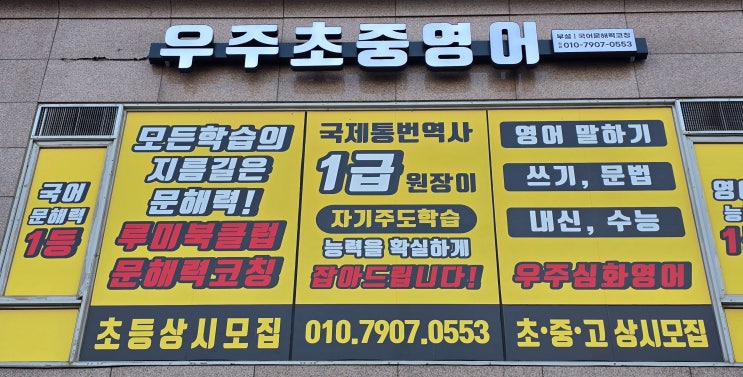 우주초중영어
부설 | 국어문해력코칭
010-7907-0553
국어
문해력
1등
모든학습의
지름길은
문해력!
루미북클럽
문해력코칭
초등상시모집
국제통번역사
1급 원장이
자기주도학습
능력을 확실하게
잡아드립니다!
010.7907.0553
영어 말하기
쓰기, 문법
내신, 수능
우주심화영어
초·중·고 상시모집
영어